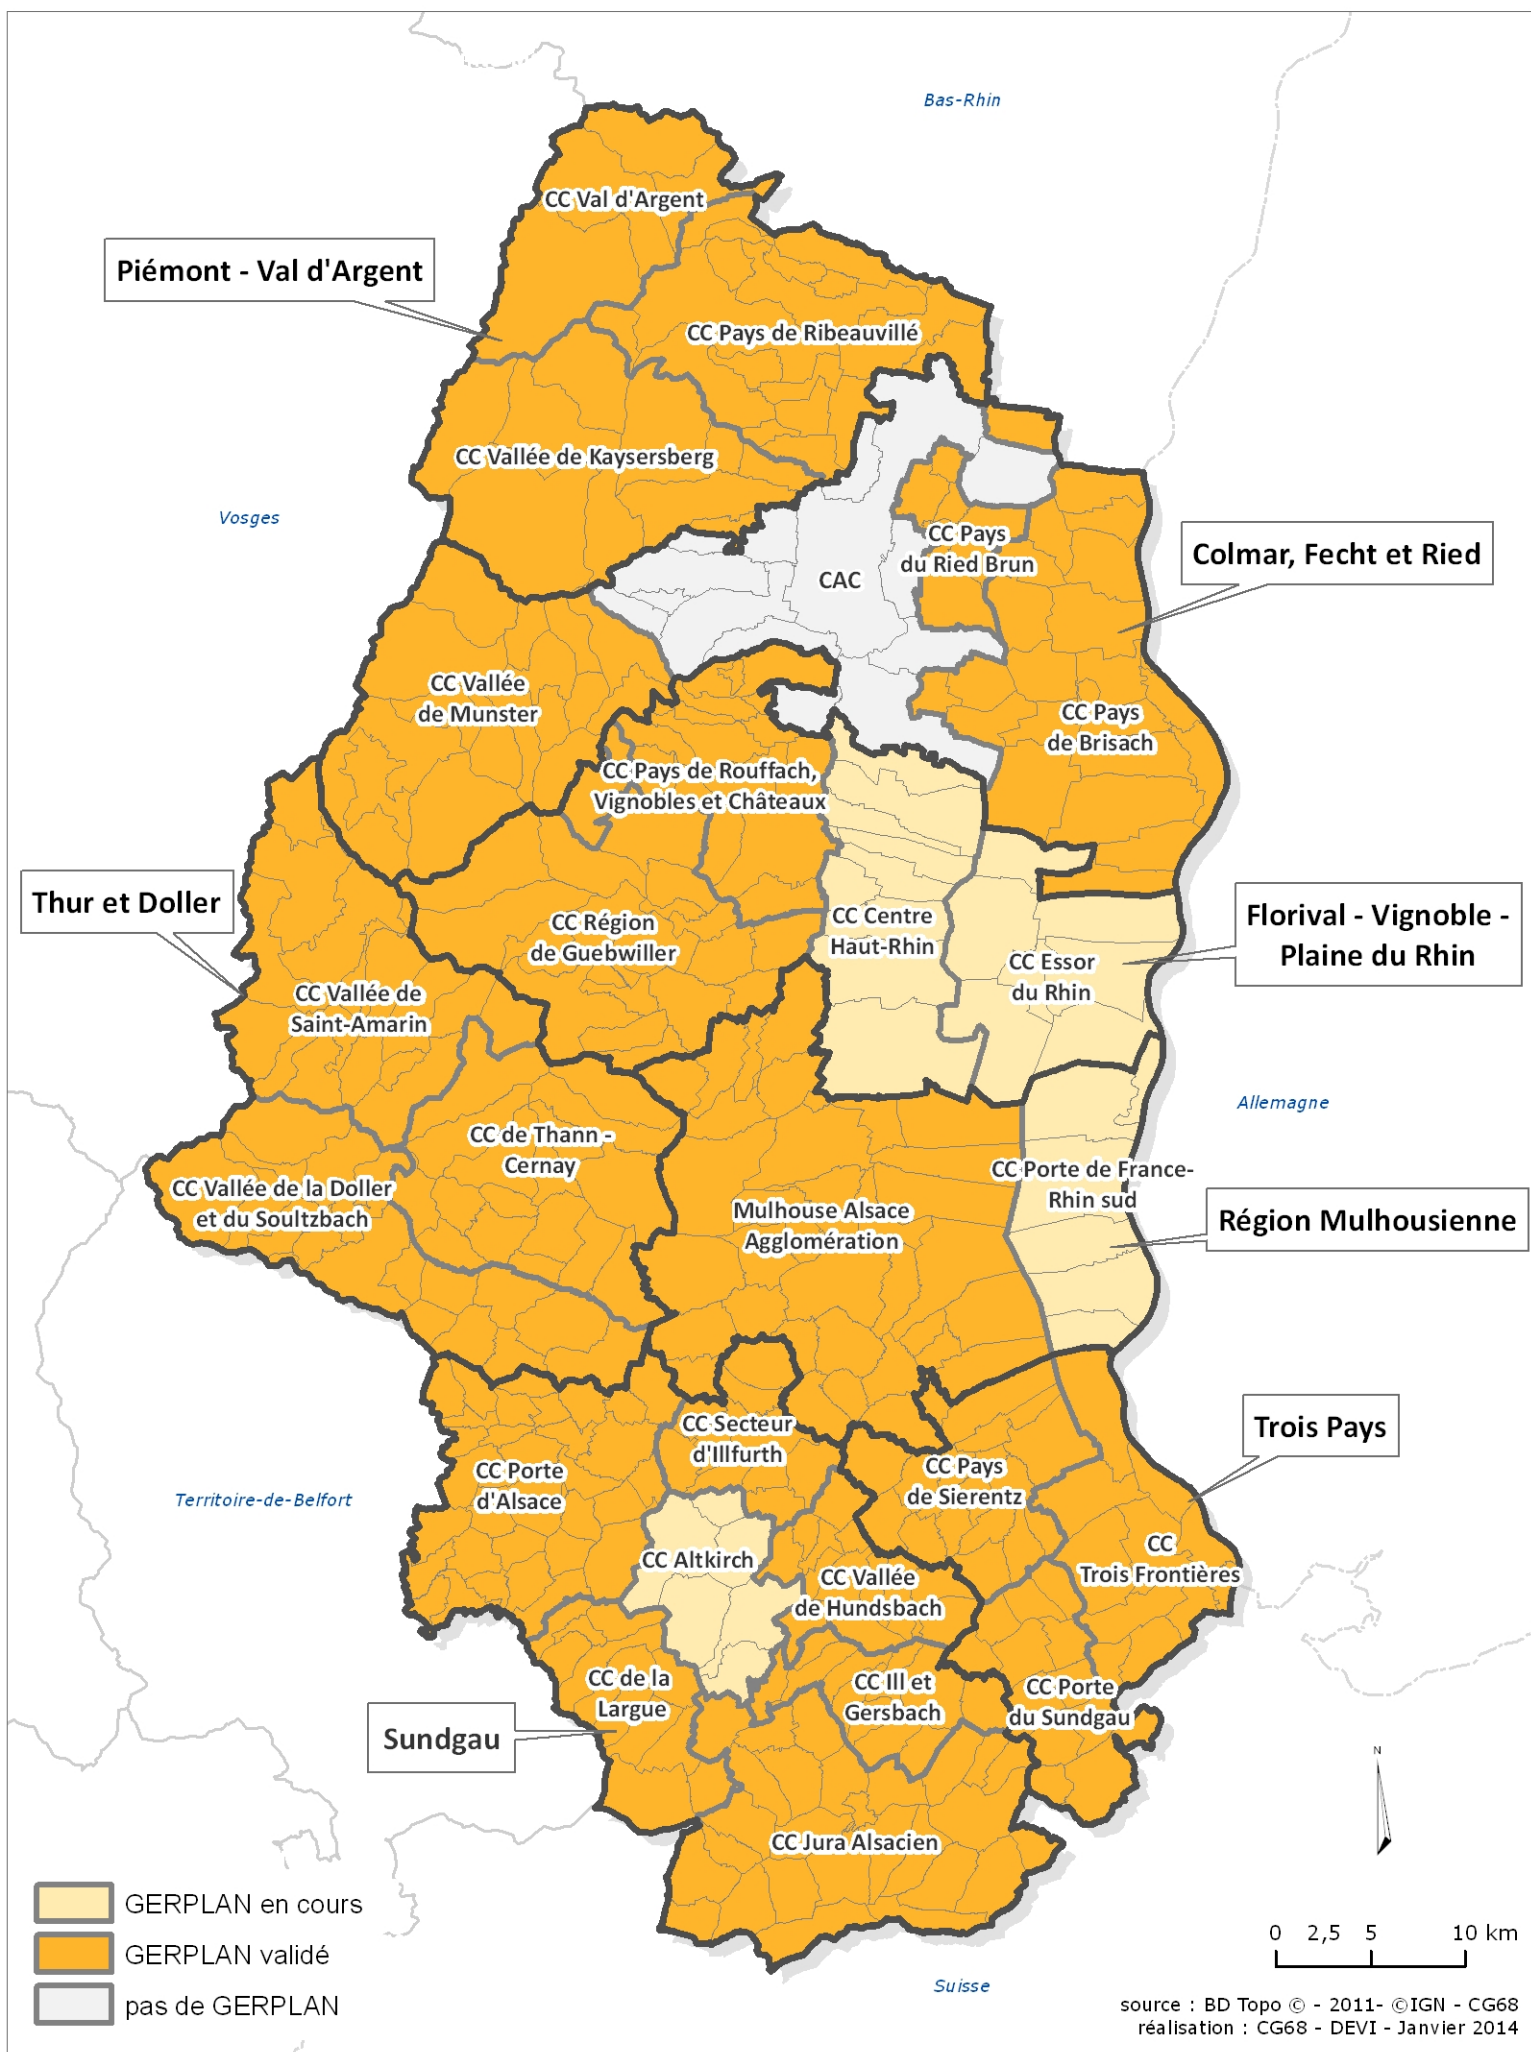 Bas-Rhin
CC Val d'Argent
Piémont - Val d'Argent
CC Pays de Ribeauvillé
CC Vallée de Kaysersberg
Vosges
CC Pays
du Ried Brun
Colmar, Fecht et Ried
CAC
CC Vallée
de Munster
CC Pays
de Brisach
CC Pays de Rouffach,
Vignobles et Châteaux
Thur et Doller
CC Région
de Guebwiller
CC Centre
Haut-Rhin
Florival - Vignoble -
Plaine du Rhin
CC Essor
du Rhin
CC Vallée de
Saint-Amarin
Allemagne
CC de Thann -
Cernay
CC Porte de France-
Rhin sud
CC Vallée de la Doller
et du Soultzbach
Mulhouse Alsace
Agglomération
Région Mulhousienne
CC Secteur
d'Illfurth
Trois Pays
CC Porte
d'Alsace
CC Pays
de Sierentz
Territoire-de-Belfort
CC Altkirch
CC
Trois Frontières
CC Vallée
de Hundsbach
CC de la
Largue
CC Ill et
Gersbach
CC Porte
du Sundgau
Sundgau
N
CC Jura Alsacien
GERPLAN en cours
GERPLAN validé
pas de GERPLAN
0 2,5 5 10 km
Suisse
source : BD Topo © - 2011- ©IGN - CG68
réalisation : CG68 - DEVI - Janvier 2014